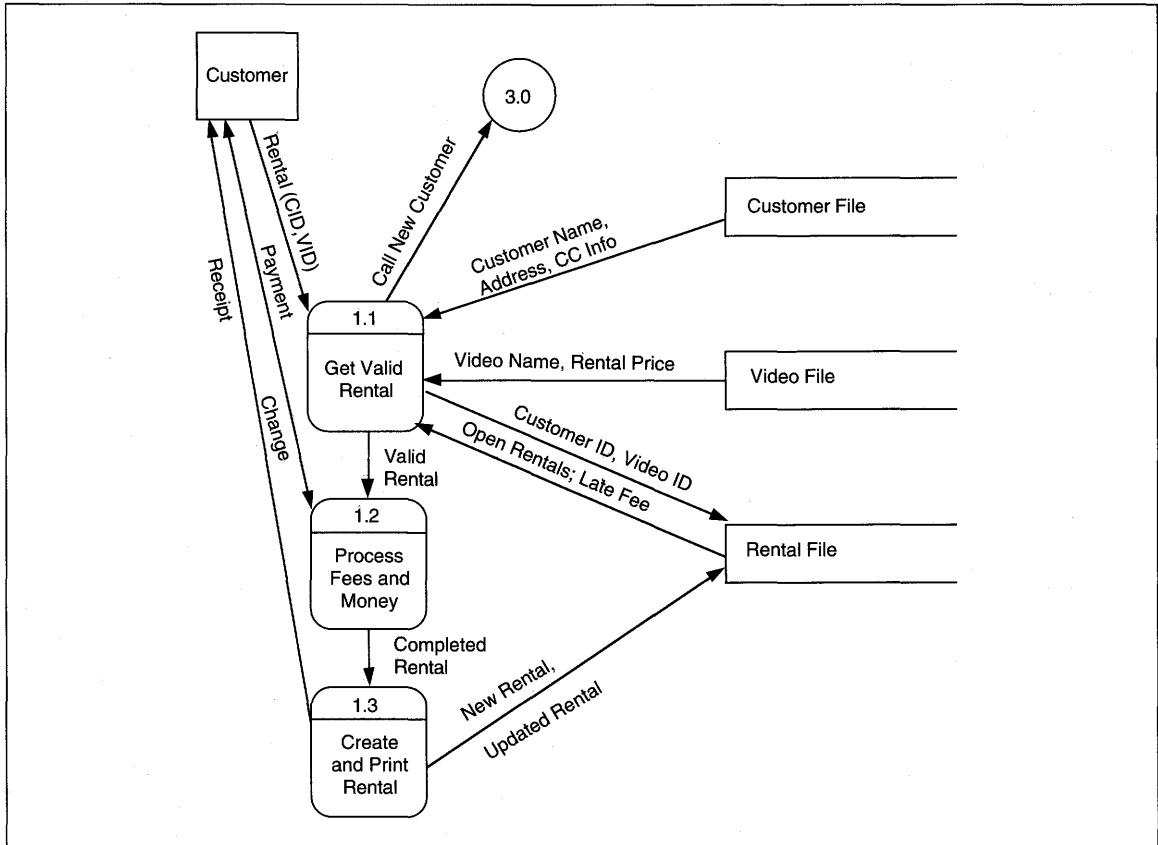 Customer
3.0
Rental (CID,VID)
Call New Customer
Customer File
Customer Name,
Address, CC Info
Payment
Receipt
1.1
Get Valid
Rental
Video Name, Rental Price
Video File
Change
Customer ID, Video ID
Open Rentals; Late Fee
Valid
Rental
1.2
Process
Fees and
Money
Rental File
Completed
Rental
1.3
Create
and Print
Rental
New Rental,
Updated Rental